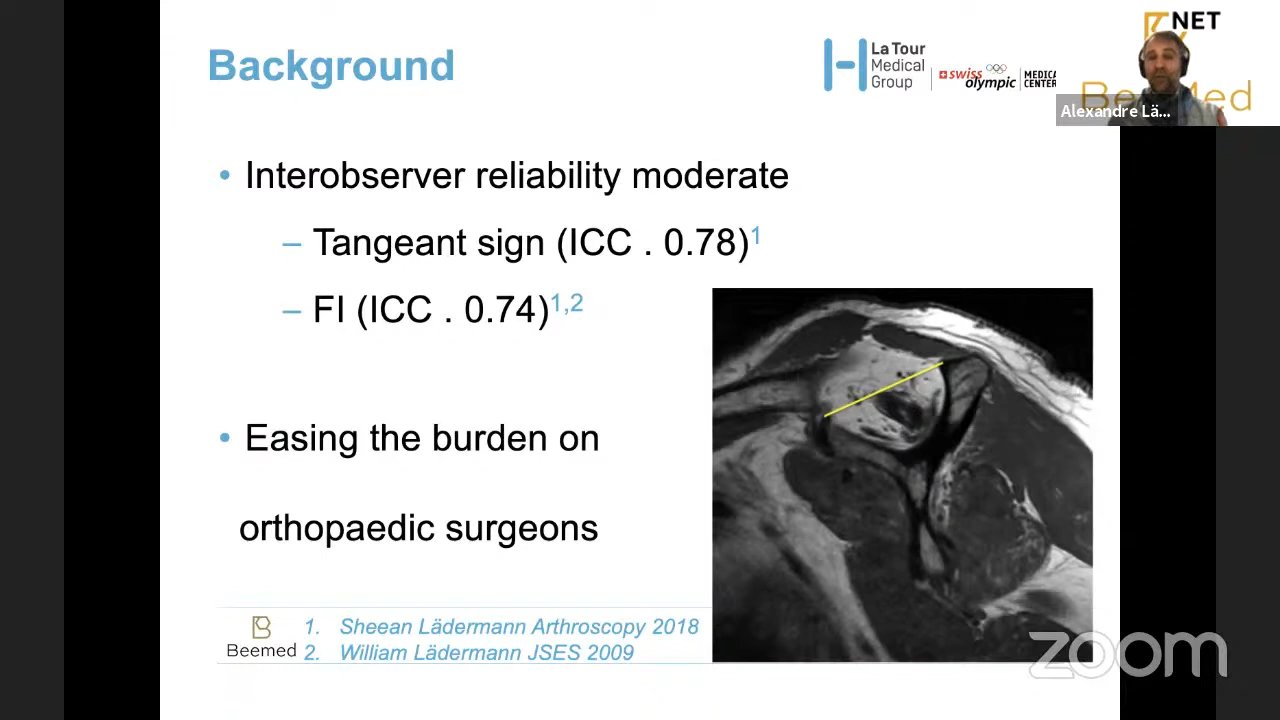 Background
La Tour
Medical
Group
swiss
olympic
MEDICAL
CENTER
NET
Alexandre Lä...
• Interobserver reliability moderate
– Tangeant sign (ICC . 0.78)1
– FI (ICC . 0.74)1,2
• Easing the burden on
orthopaedic surgeons
Beemed
1. Sheean Lädermann Arthroscopy 2018
2. William Lädermann JSES 2009
zoom